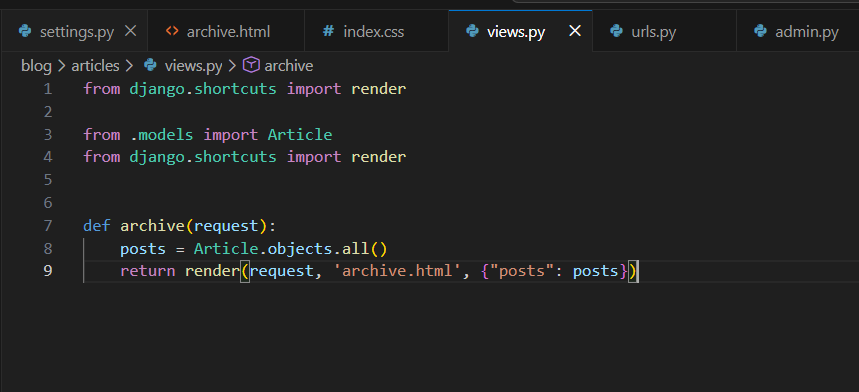 settings.py
archive.html
# index.css
views.py
urls.py
admin.py
blog > articles > views.py > archive
1 from django.shortcuts import render
2
3 from .models import Article
4 from django.shortcuts import render
5
6
7 def archive(request):
8     posts = Article.objects.all()
9     return render(request, 'archive.html', {"posts": posts})